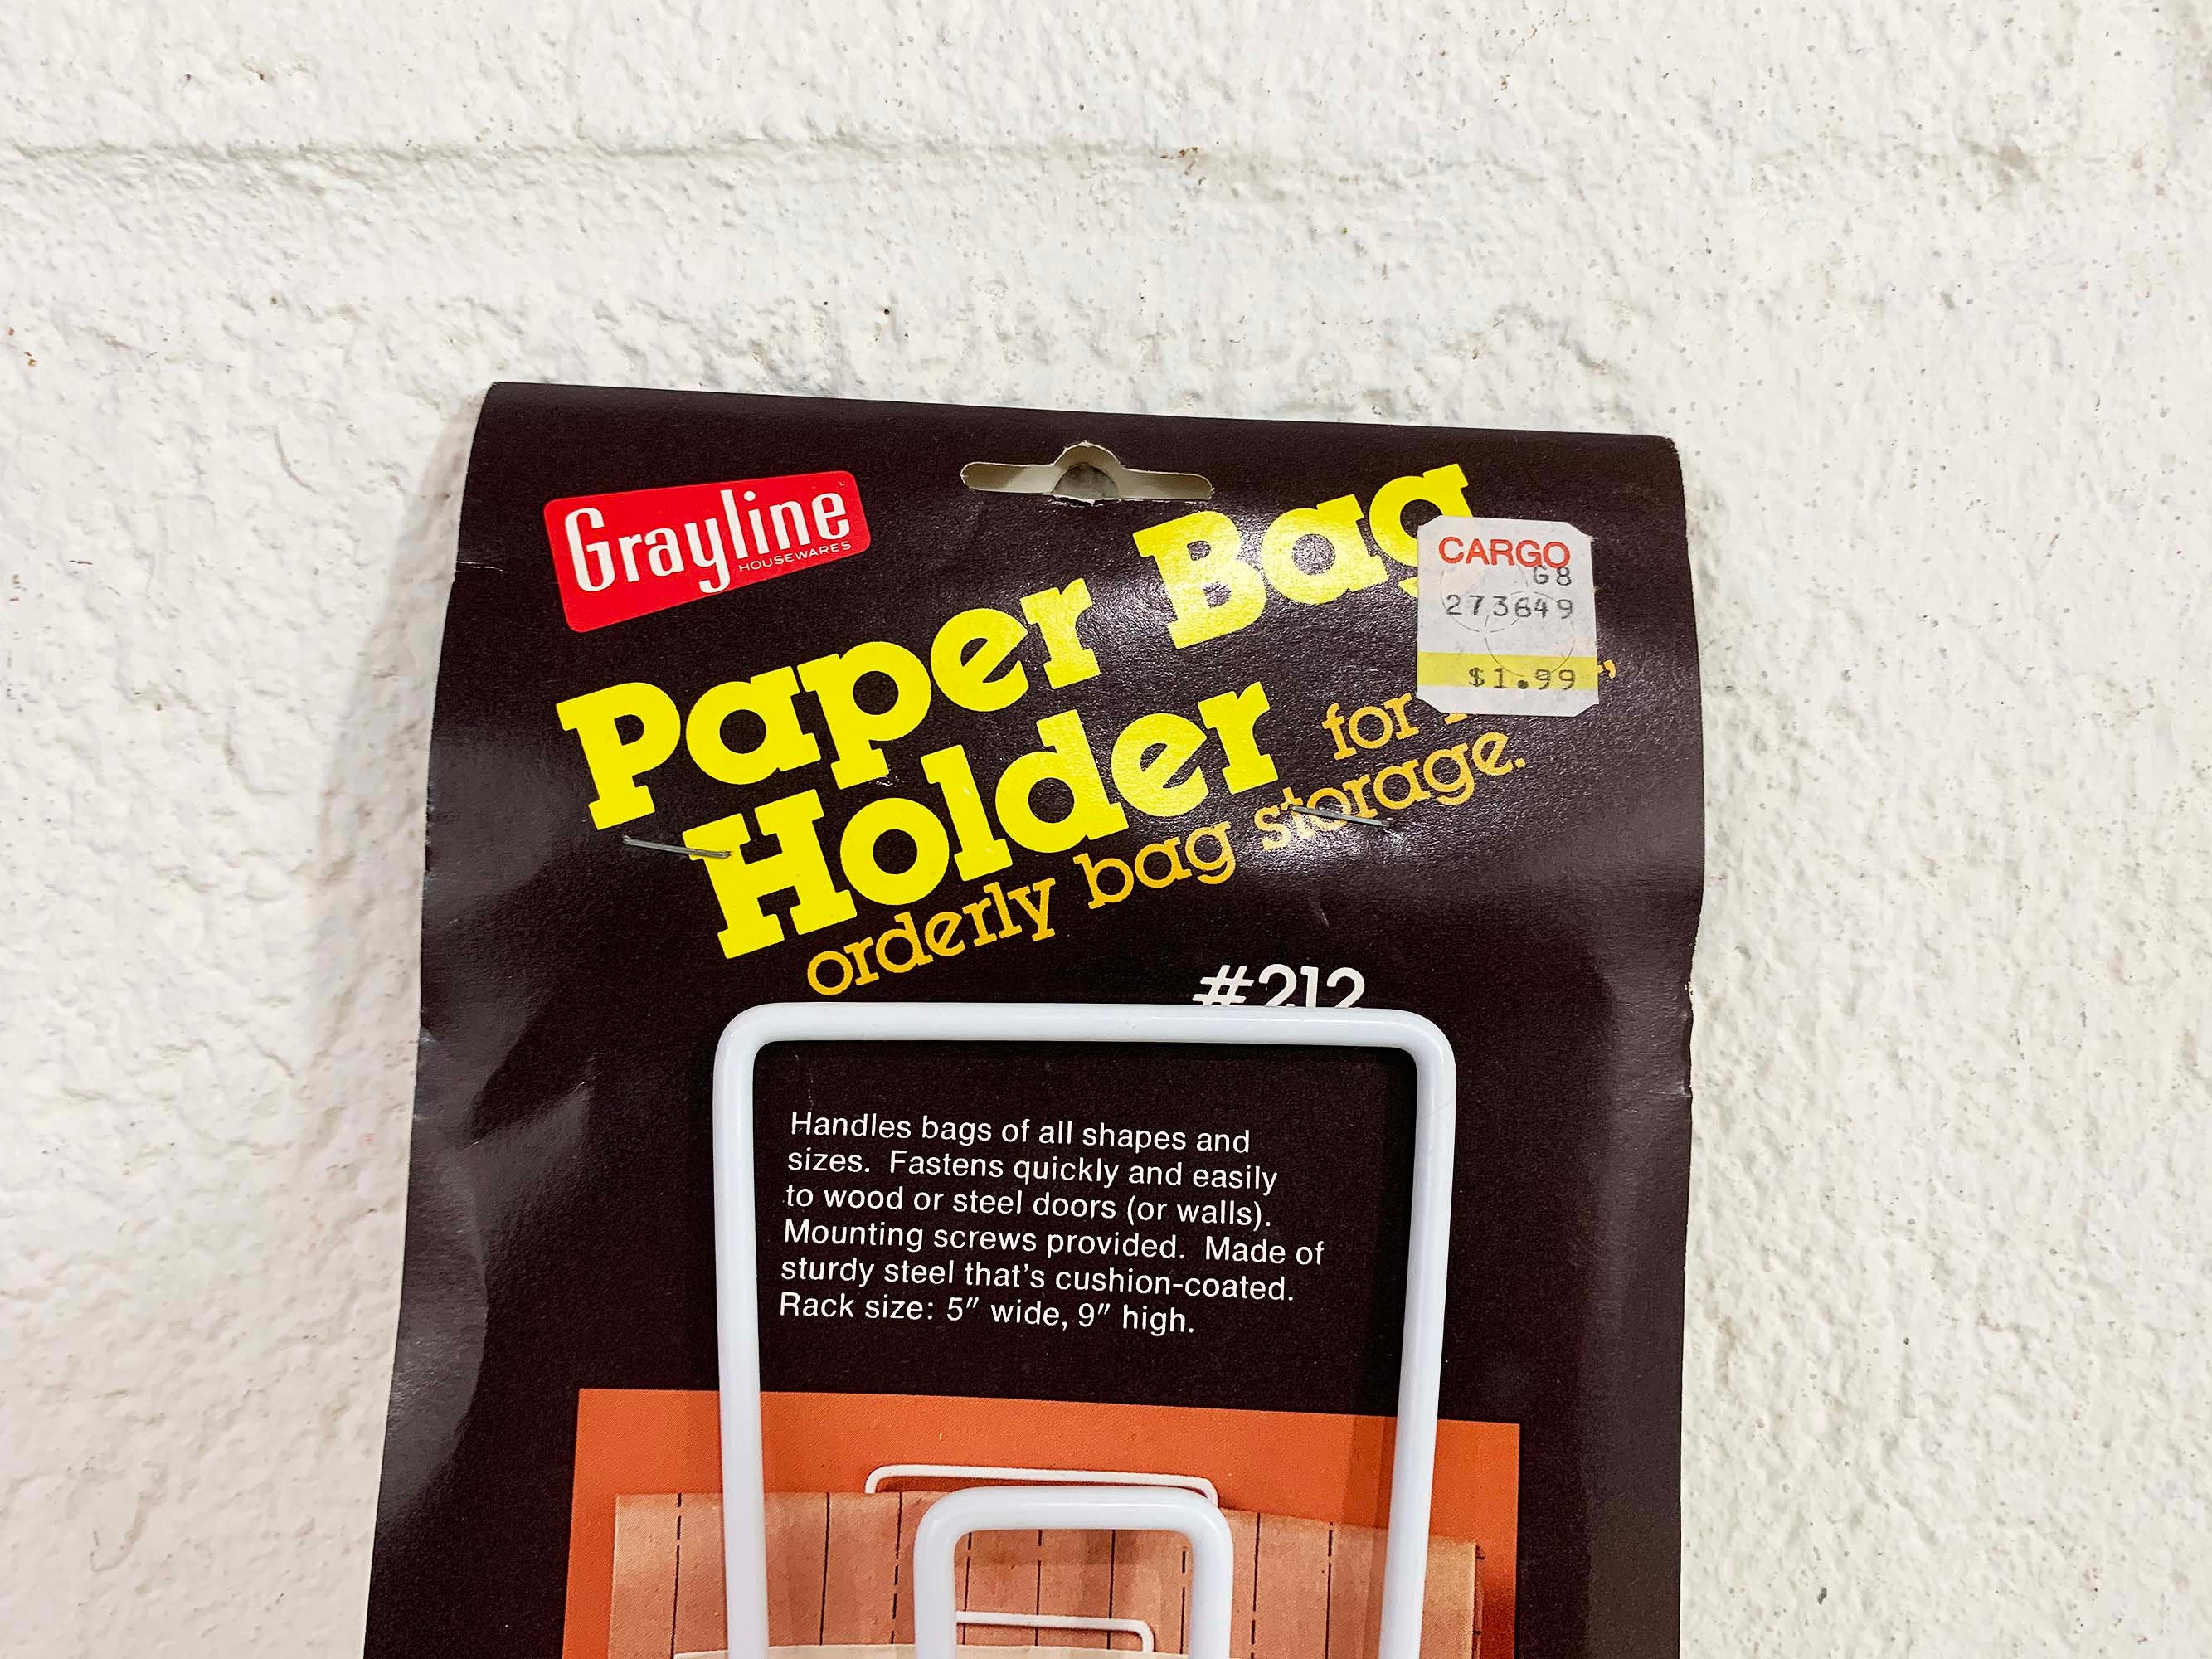 Grayline
HOUSEWARES
Paper Bag
Holder for
orderly bag storage.
CARGO
G8
273649
$1.99
#212
Handles bags of all shapes and
sizes. Fastens quickly and easily
to wood or steel doors (or walls).
Mounting screws provided. Made of
sturdy steel that's cushion-coated.
Rack size: 5" wide, 9" high.